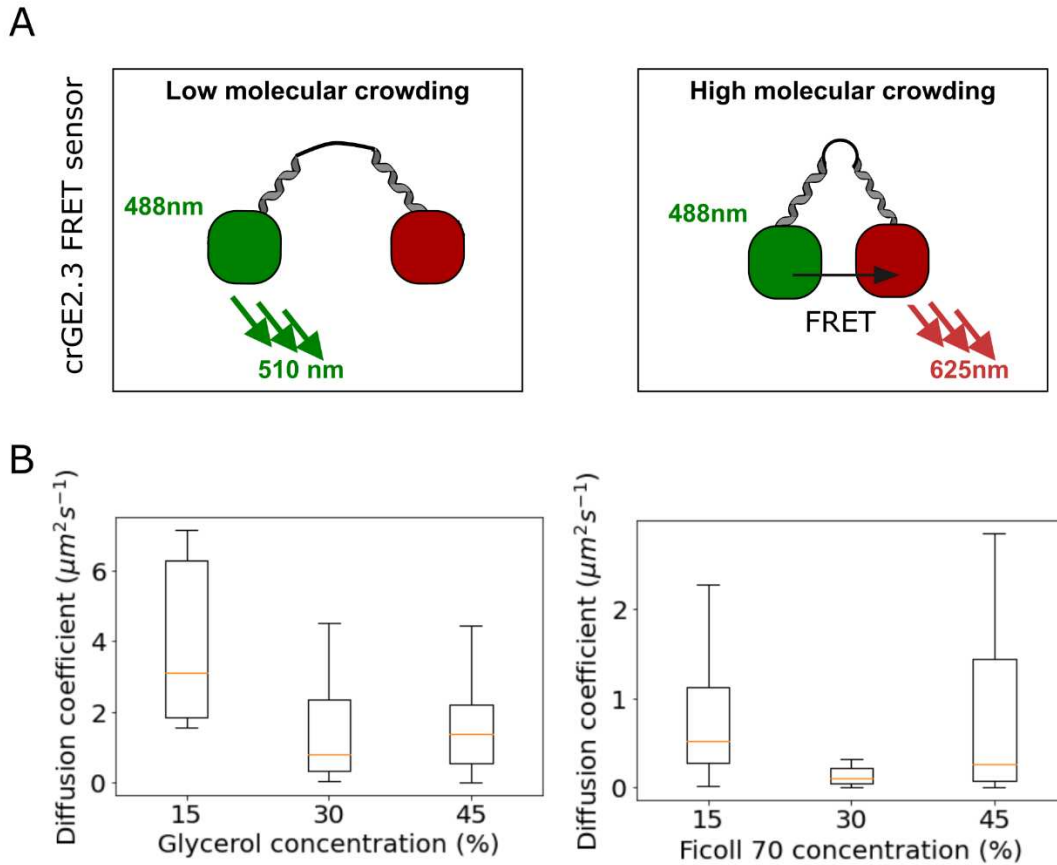 A
crGE2.3 FRET sensor
Low molecular crowding
488nm
510 nm
High molecular crowding
488nm
FRET
625nm
B
Diffusion coefficient (μm²s⁻¹)
6
4
2
0
15 30 45
Glycerol concentration (%)
Diffusion coefficient (μm²s⁻¹)
2
1
0
15 30 45
Ficoll 70 concentration (%)